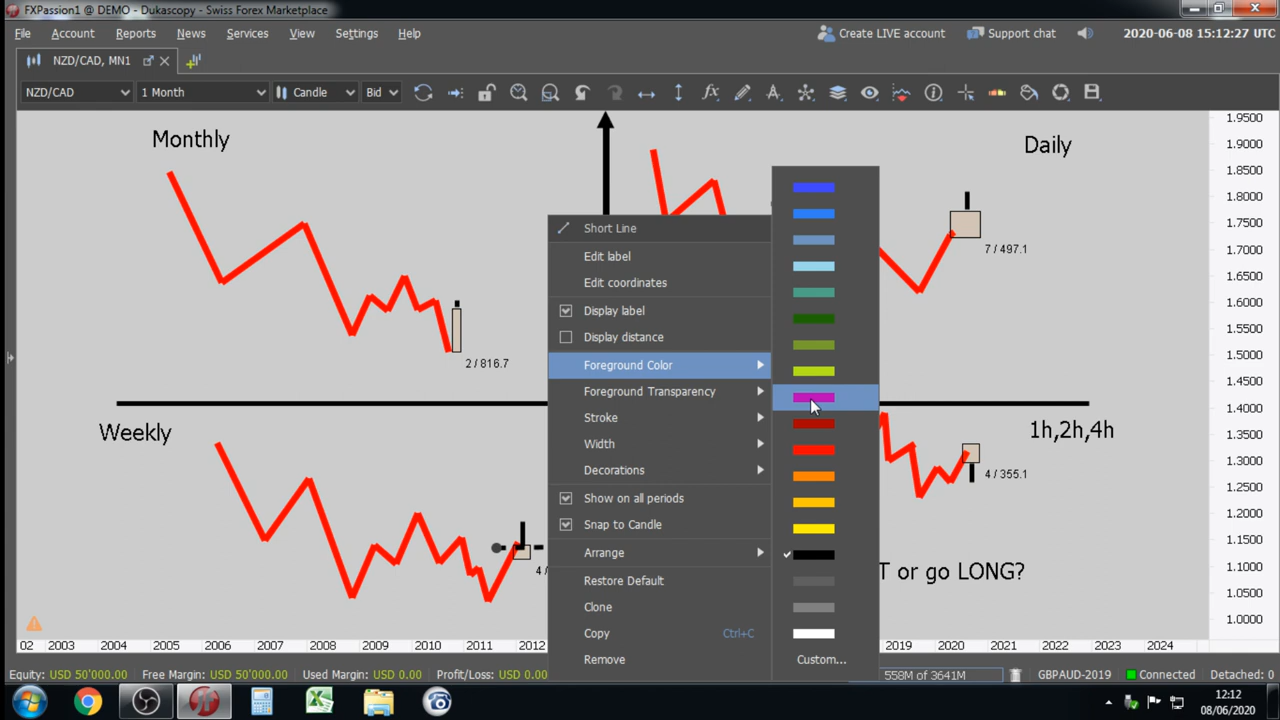 FXPassion1 @ DEMO - Dukascopy - Swiss Forex Marketplace
File Account Reports News Services View Settings Help
Create LIVE account Support chat 2020-06-08 15:12:27 UTC
NZD/CAD, MN1
NZD/CAD 1 Month Candle Bid
Monthly
Daily
7 / 497.1
2 / 816.7
Weekly
1h,2h,4h
4 / 355.1
4 /
T or go LONG?
Short Line
Edit label
Edit coordinates
Display label
Display distance
Foreground Color
Foreground Transparency
Stroke
Width
Decorations
Show on all periods
Snap to Candle
Arrange
Restore Default
Clone
Copy Ctrl+C
Remove
Custom...
1.9500
1.9000
1.8500
1.8000
1.7500
1.7000
1.6500
1.6000
1.5500
1.5000
1.4500
1.4000
1.3500
1.3000
1.2500
1.2000
1.1500
1.1000
1.0500
1.0000
02 2003 2004 2005 2006 2007 2008 2009 2010 2011 2012 2019 2020 2021 2022 2023 2024
Equity: USD 50'000.00 Free Margin: USD 50'000.00 Used Margin: USD 0.00 Profit/Loss: USD 0.00 558M of 3641M GBPAUD-2019 Connected Detached: 0
12:12
08/06/2020